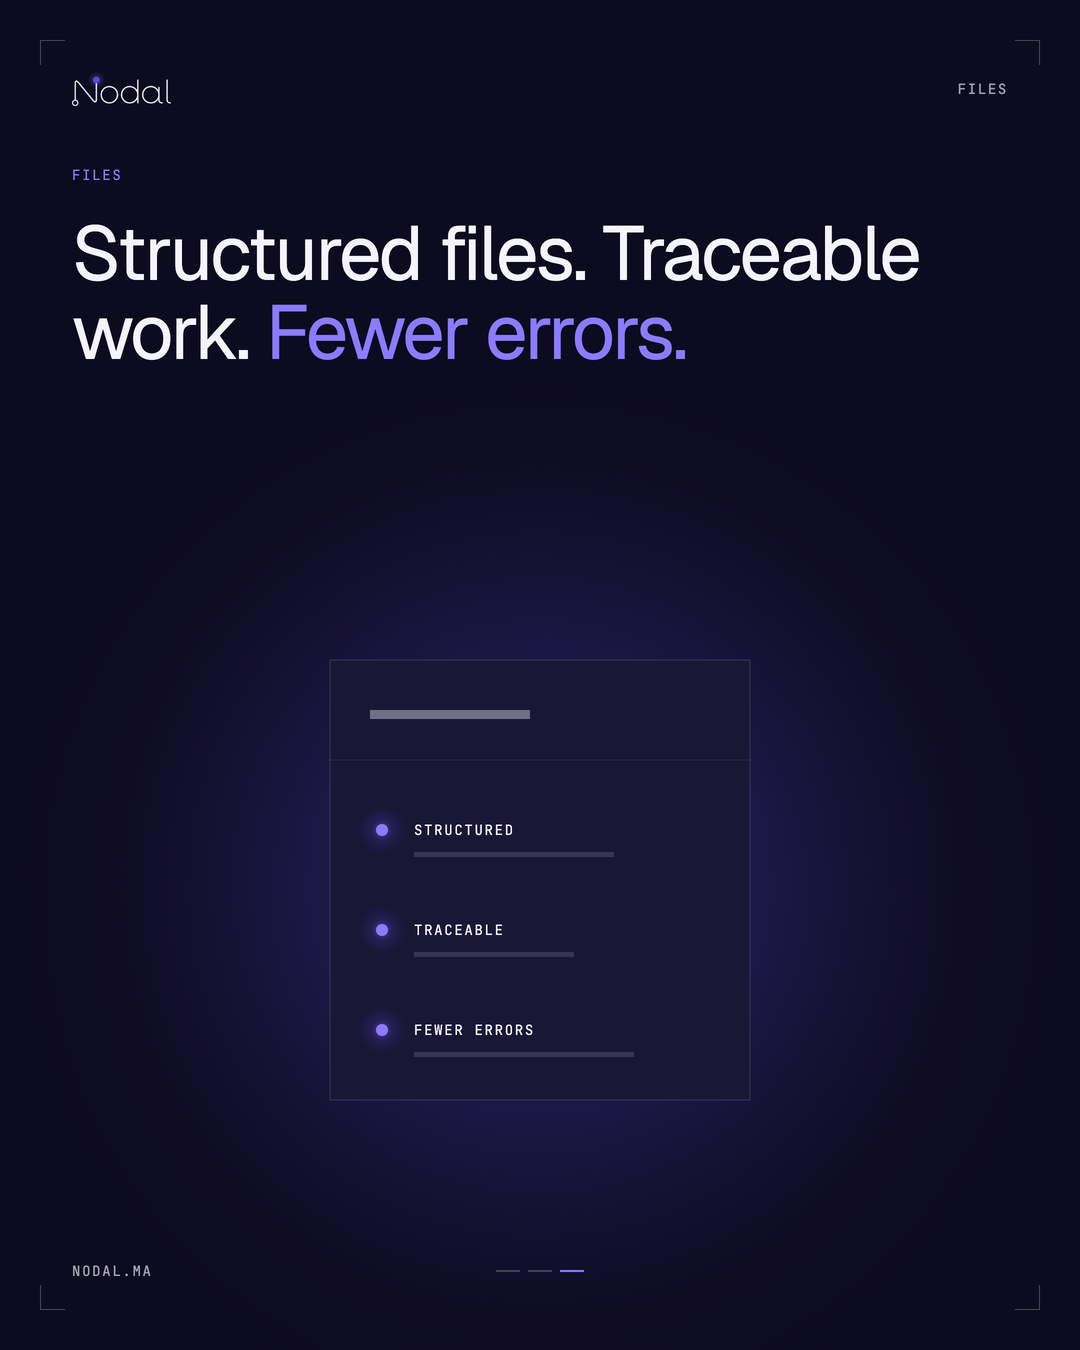 Nodal
FILES
FILES
Structured files. Traceable
work. Fewer errors.
STRUCTURED
TRACEABLE
FEWER ERRORS
NODAL.MA